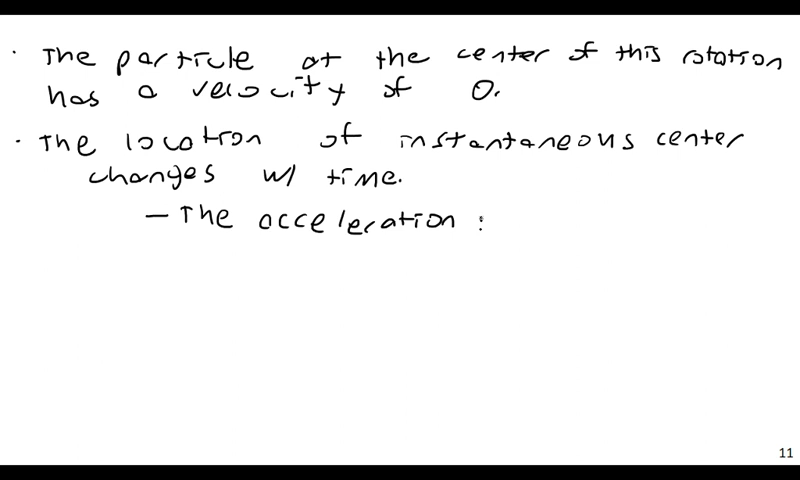 · The particle at the center of this rotation
has a velocity of 0.
· The location of instantaneous center
changes w/ time.
– The acceleration :
11